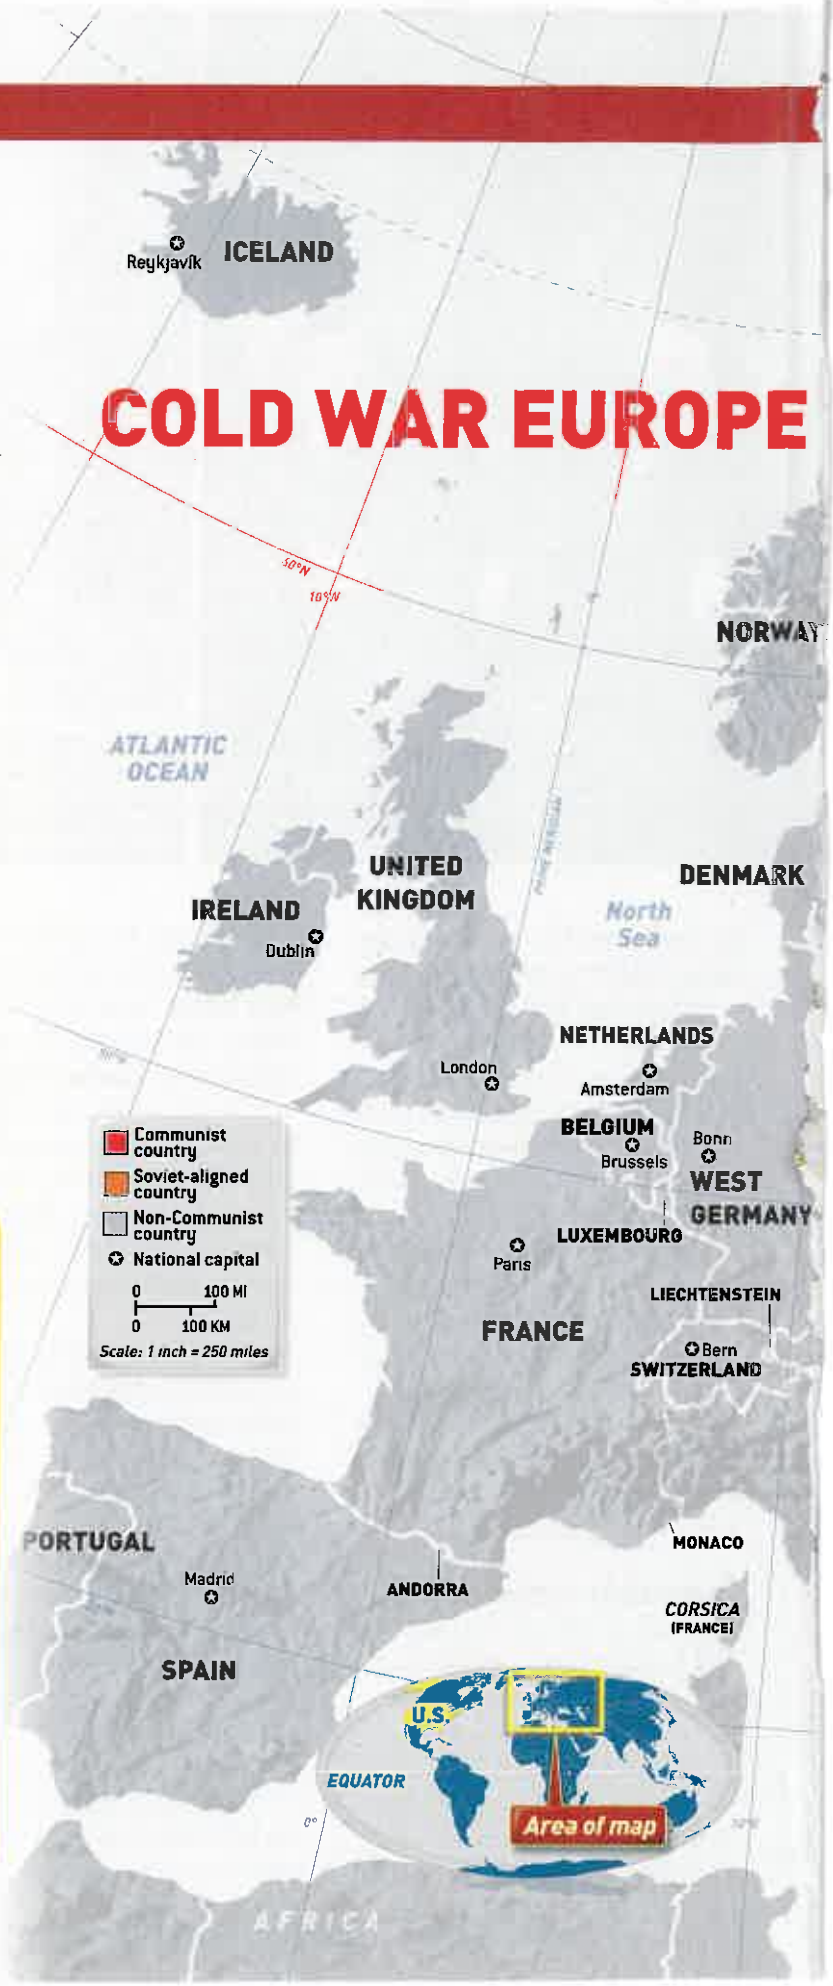 Reykjavík
ICELAND
COLD WAR EUROPE
50°N
10°W
NORWAY
ATLANTIC
OCEAN
PRIME MERIDIAN
UNITED
KINGDOM
DENMARK
IRELAND
Dublin
North
Sea
NETHERLANDS
London
Amsterdam
BELGIUM
Brussels
Bonn
WEST
GERMANY
LUXEMBOURG
Paris
Communist
country
Soviet-aligned
country
Non-Communist
country
National capital
0 100 MI
0 100 KM
Scale: 1 inch = 250 miles
LIECHTENSTEIN
FRANCE
Bern
SWITZERLAND
PORTUGAL
Madrid
ANDORRA
MONACO
CORSICA
(FRANCE)
SPAIN
U.S.
EQUATOR
Area of map
0°
AFRICA